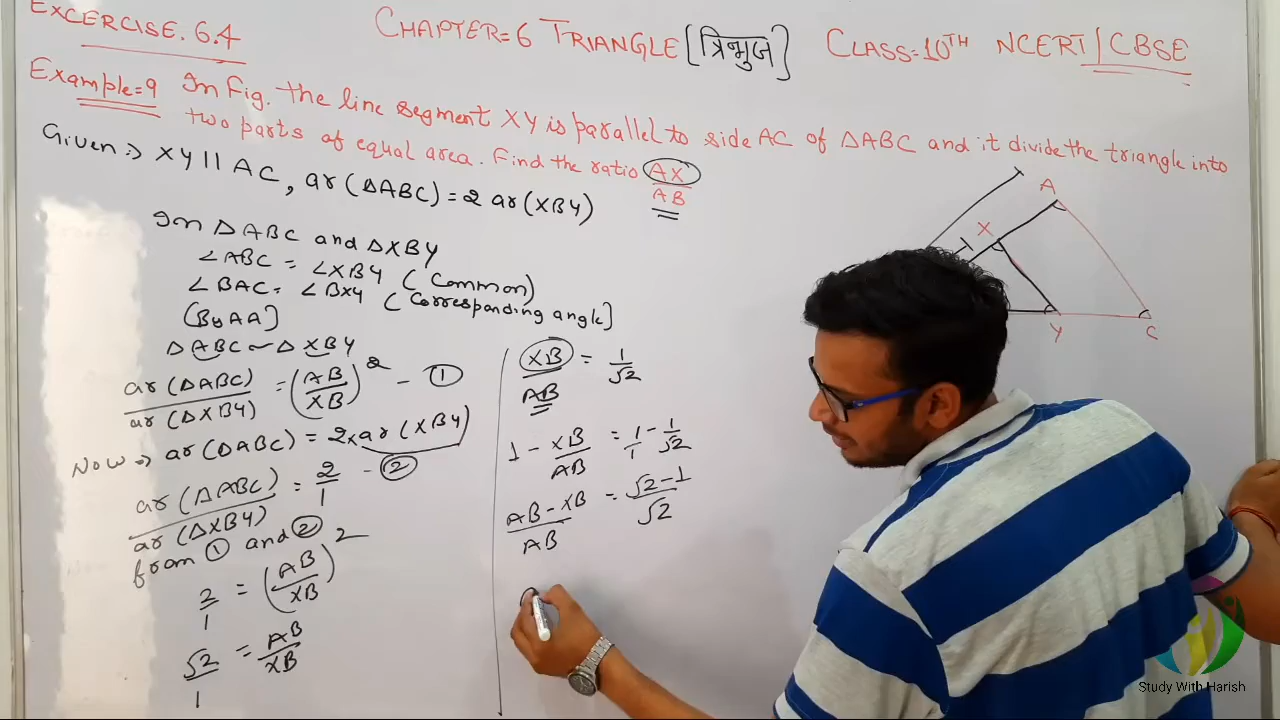 EXCERCISE. 6.4
CHAPTER=6 TRIANGLE [त्रिभुज] CLASS=10TH NCERT/CBSE
Example=9 In Fig. the line segment XY is parallel to side AC of △ABC and it divide the triangle into
two parts of equal area. Find the ratio AX/AB
Given:⇒ XY || AC, ar(△ABC) = 2 ar(XBY)
In △ABC and △XBY
∠ABC = ∠XBY (Common)
∠BAC = ∠BXY (Corresponding angle]
[By AA]
△ABC ~ △XBY
ar(△ABC)/ar(△XBY) = (AB/XB)² - ①
Now ⇒ ar(△ABC) = 2×ar(XBY)
ar(△ABC)/ar(△XBY) = 2/1 - ②
from ① and ②
2/1 = (AB/XB)²
√2/1 = AB/XB
XB/AB = 1/√2
1 - XB/AB = 1/1 - 1/√2
AB-XB/AB = √2-1/√2
A
X
Y
C
Study With Harish